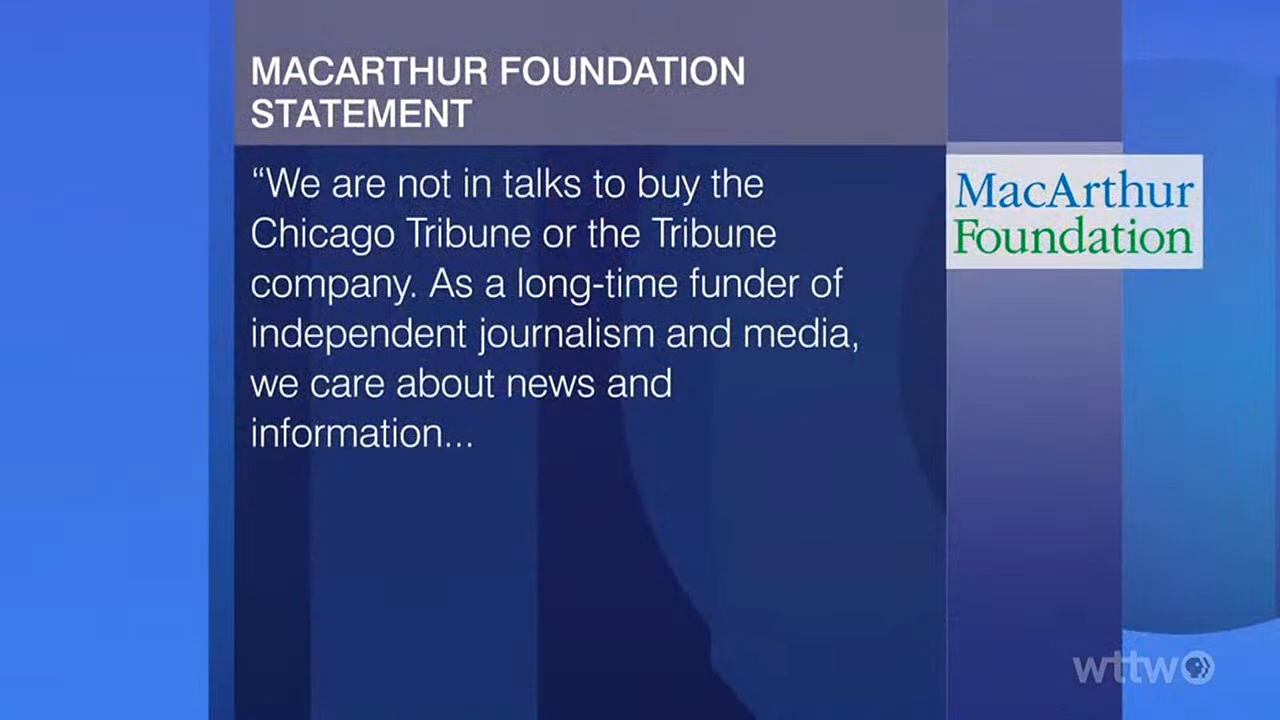 MACARTHUR FOUNDATION
STATEMENT
“We are not in talks to buy the
Chicago Tribune or the Tribune
company. As a long-time funder of
independent journalism and media,
we care about news and
information...
MacArthur
Foundation
wttw